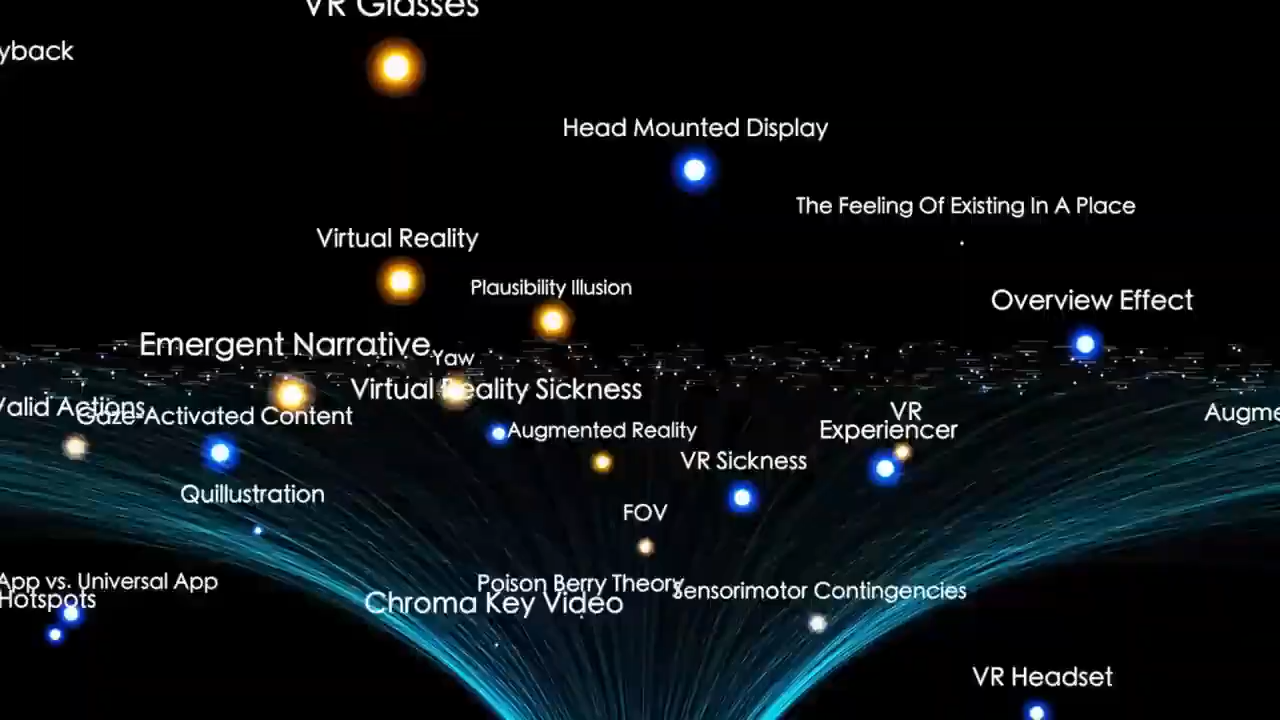 VR Glasses
yback
Head Mounted Display
The Feeling Of Existing In A Place
Virtual Reality
Plausibility Illusion
Overview Effect
Emergent Narrative
Yaw
Virtual Reality Sickness
Valid Actions
Gaze-Activated Content
VR
Experiencer
Augme
Augmented Reality
VR Sickness
Quillustration
FOV
App vs. Universal App
Hotspots
Poison Berry Theory
Chroma Key Video
Sensorimotor Contingencies
VR Headset